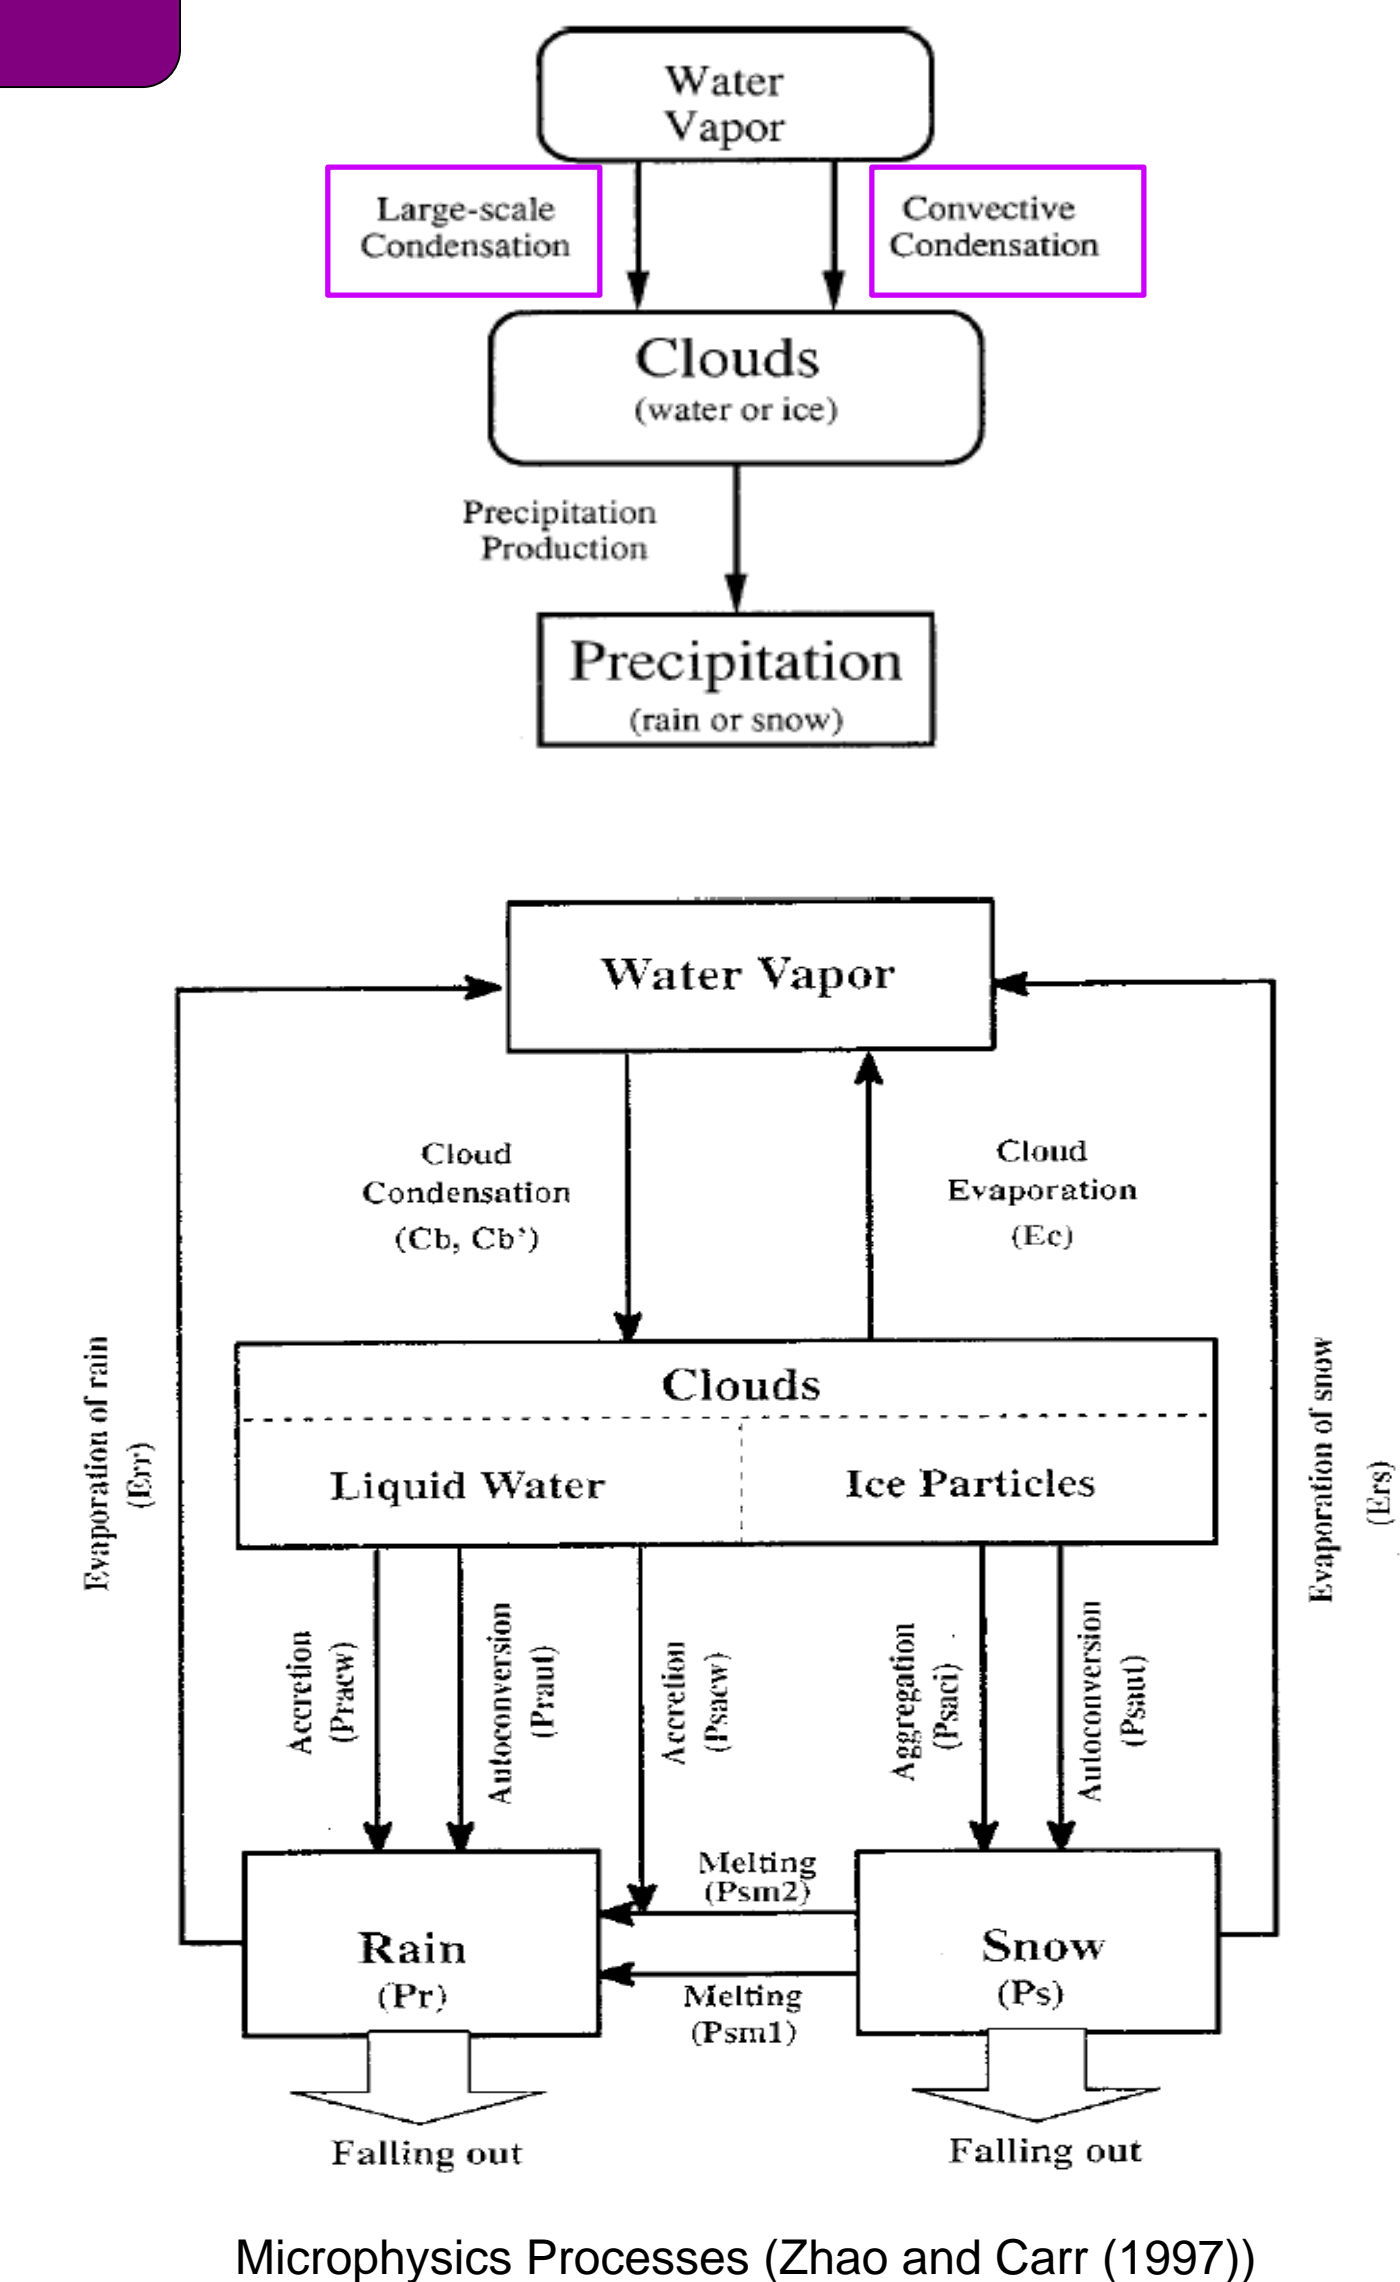 Water
Vapor
Large-scale
Condensation
Convective
Condensation
Clouds
(water or ice)
Precipitation
Production
Precipitation
(rain or snow)
Water Vapor
Cloud
Condensation
(Cb, Cb’)
Cloud
Evaporation
(Ec)
Evaporation of rain
(Err)
Evaporation of snow
(Ers)
Clouds
Liquid Water
Ice Particles
Accretion
(Pracw)
Autoconversion
(Praut)
Accretion
(Psacw)
Aggregation
(Psaci)
Autoconversion
(Psaut)
Melting
(Psm2)
Rain
(Pr)
Snow
(Ps)
Melting
(Psm1)
Falling out
Falling out
Microphysics Processes (Zhao and Carr (1997))